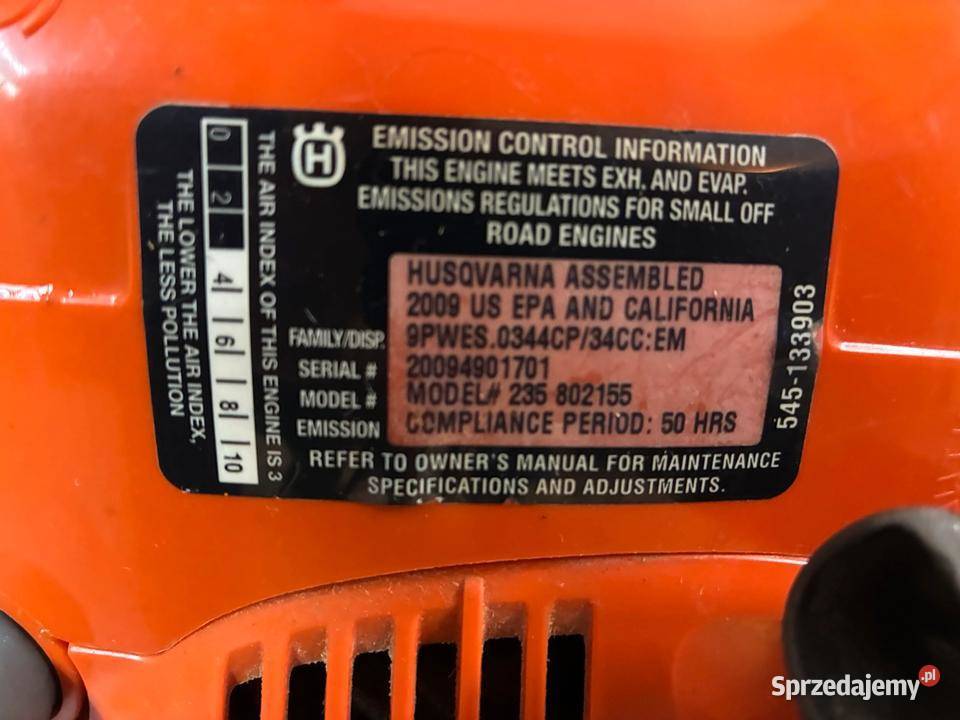 H
EMISSION CONTROL INFORMATION
THIS ENGINE MEETS EXH. AND EVAP.
EMISSIONS REGULATIONS FOR SMALL OFF
ROAD ENGINES
HUSQVARNA ASSEMBLED
2009 US EPA AND CALIFORNIA
FAMILY/DISP. 9PWES.0344CP/34CC:EM
SERIAL # 20094901701
MODEL # MODEL# 235 802155
EMISSION COMPLIANCE PERIOD: 50 HRS
REFER TO OWNER'S MANUAL FOR MAINTENANCE
SPECIFICATIONS AND ADJUSTMENTS.
THE AIR INDEX OF THIS ENGINE IS 3
0 2 4 6 8 10
THE LOWER THE AIR INDEX,
THE LESS POLLUTION
545-133903
Sprzedajemy.pl